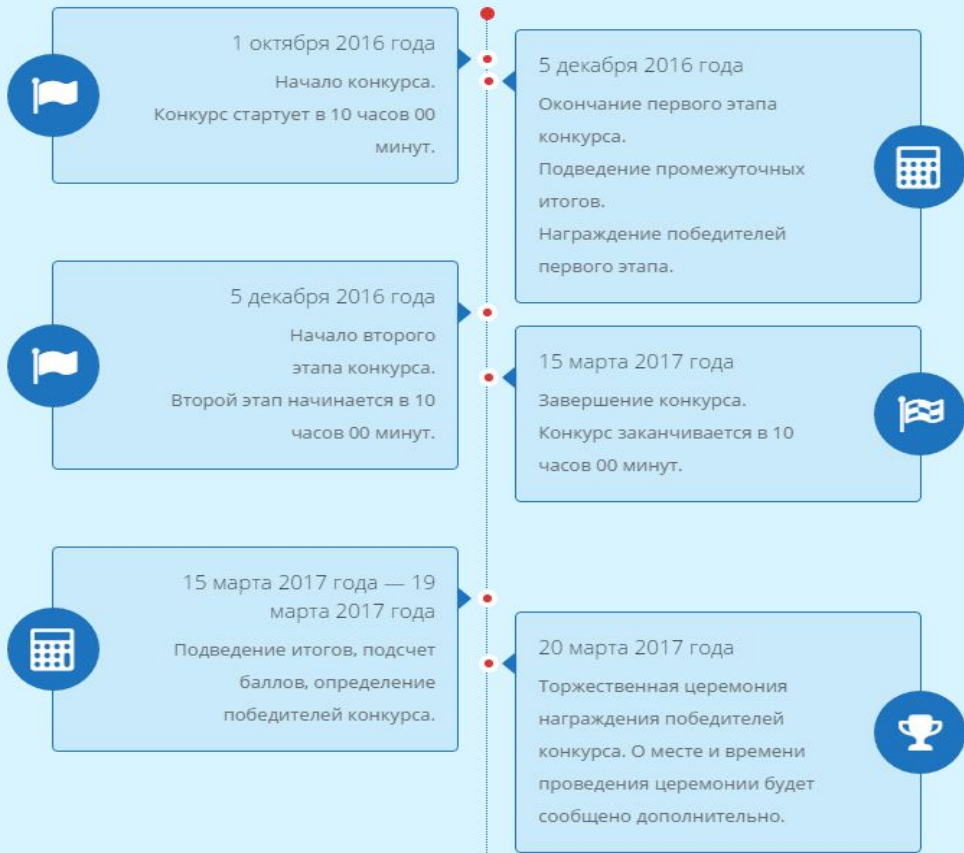 1 октября 2016 года
Начало конкурса.
Конкурс стартует в 10 часов 00
минут.
5 декабря 2016 года
Окончание первого этапа
конкурса.
Подведение промежуточных
итогов.
Награждение победителей
первого этапа.
5 декабря 2016 года
Начало второго
этапа конкурса.
Второй этап начинается в 10
часов 00 минут.
15 марта 2017 года
Завершение конкурса.
Конкурс заканчивается в 10
часов 00 минут.
15 марта 2017 года — 19
марта 2017 года
Подведение итогов, подсчет
баллов, определение
победителей конкурса.
20 марта 2017 года
Торжественная церемония
награждения победителей
конкурса. О месте и времени
проведения церемонии будет
сообщено дополнительно.